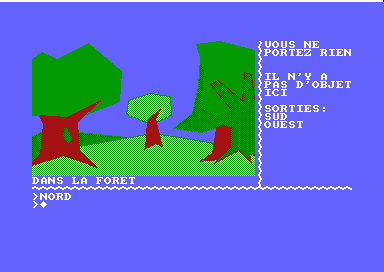 VOUS NE
PORTEZ RIEN
IL N'Y A
PAS D'OBJET
ICI
SORTIES:
SUD
OUEST
DANS LA FORET
>NORD
>